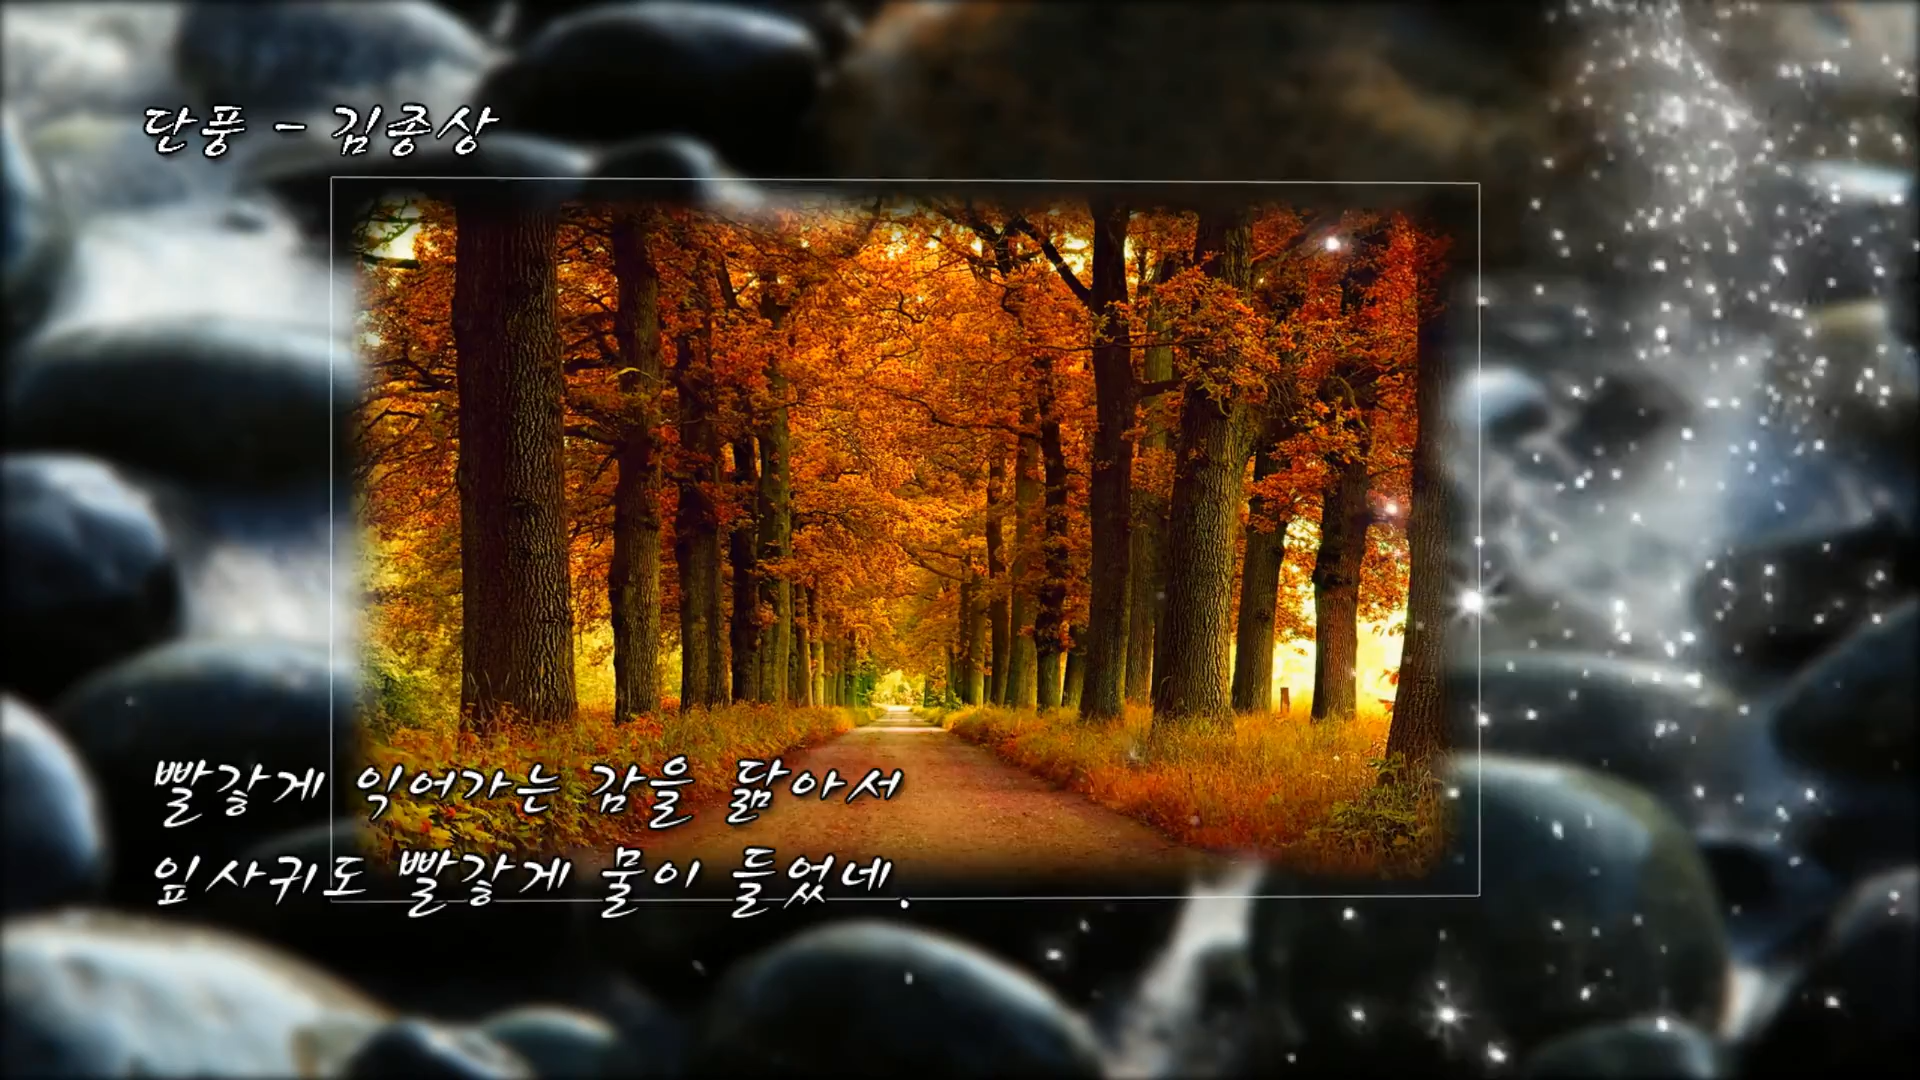 단풍 - 김종상
빨갛게 익어가는 감을 닮아서
잎사귀도 빨갛게 물이 들었네.